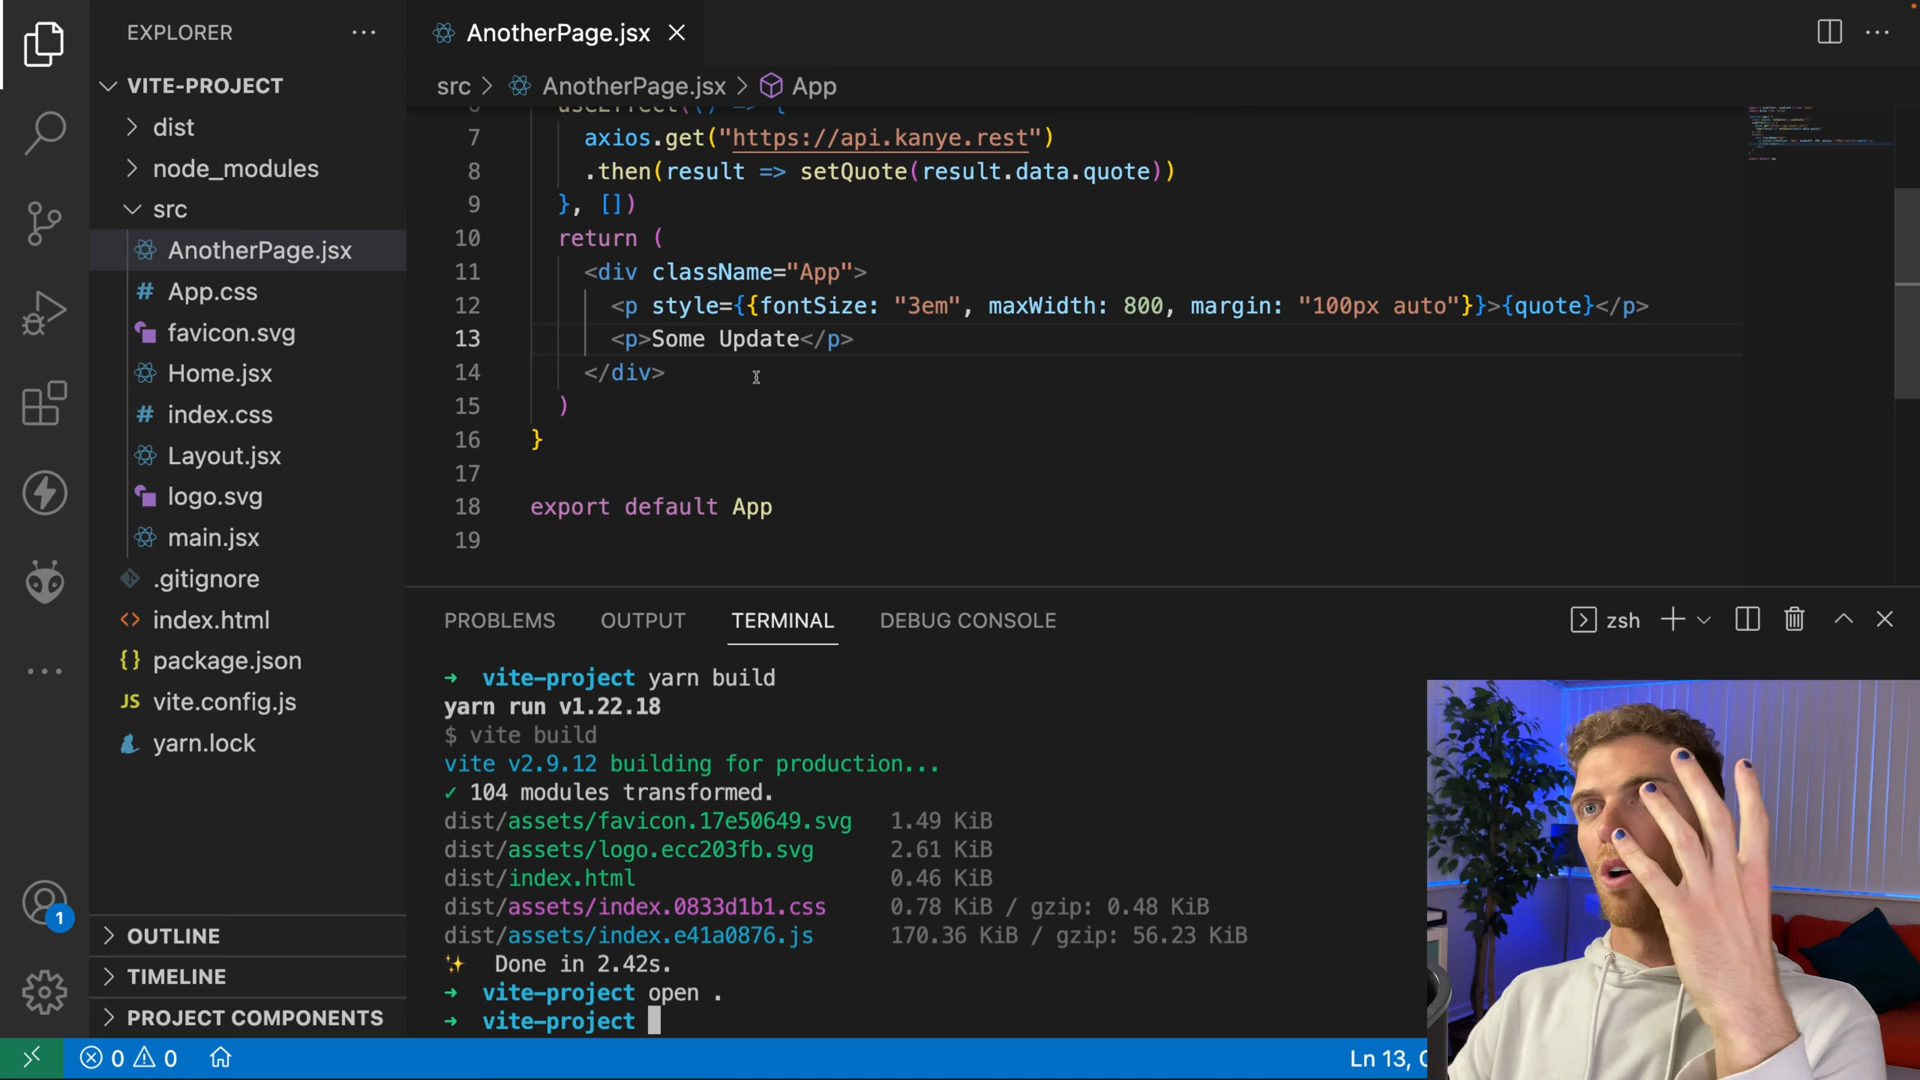 EXPLORER
VITE-PROJECT
dist
node_modules
src
AnotherPage.jsx
# App.css
favicon.svg
Home.jsx
# index.css
Layout.jsx
logo.svg
main.jsx
.gitignore
<> index.html
{} package.json
JS vite.config.js
yarn.lock
OUTLINE
TIMELINE
PROJECT COMPONENTS
1
AnotherPage.jsx
src > AnotherPage.jsx > App
6 useEffect(() => {
7 axios.get("https://api.kanye.rest")
8 .then(result => setQuote(result.data.quote))
9 }, [])
10 return (
11 <div className="App">
12 <p style={{fontSize: "3em", maxWidth: 800, margin: "100px auto"}}>{quote}</p>
13 <p>Some Update</p>
14 </div>
15 )
16 }
17
18 export default App
19
PROBLEMS OUTPUT TERMINAL DEBUG CONSOLE zsh
➜ vite-project yarn build
yarn run v1.22.18
$ vite build
vite v2.9.12 building for production...
✓ 104 modules transformed.
dist/assets/favicon.17e50649.svg 1.49 KiB
dist/assets/logo.ecc203fb.svg 2.61 KiB
dist/index.html 0.46 KiB
dist/assets/index.0833d1b1.css 0.78 KiB / gzip: 0.48 KiB
dist/assets/index.e41a0876.js 170.36 KiB / gzip: 56.23 KiB
✨ Done in 2.42s.
➜ vite-project open .
➜ vite-project
0 0 Ln 13,